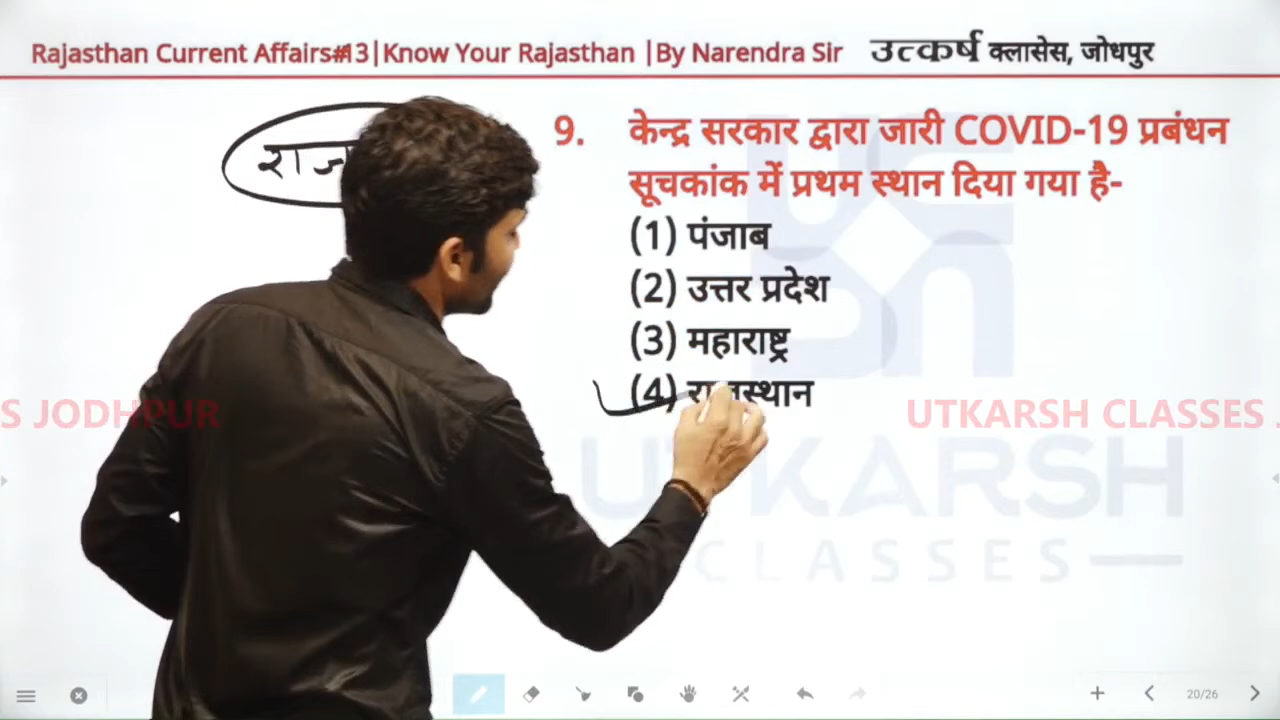 Rajasthan Current Affairs#13|Know Your Rajasthan |By Narendra Sir उत्कर्ष क्लासेस, जोधपुर
9. केन्द्र सरकार द्वारा जारी COVID-19 प्रबंधन
सूचकांक में प्रथम स्थान दिया गया है-
(1) पंजाब
(2) उत्तर प्रदेश
(3) महाराष्ट्र
(4) राजस्थान
S JODHPUR
UTKARSH CLASSES
UTKARSH
CLASSES
20/26